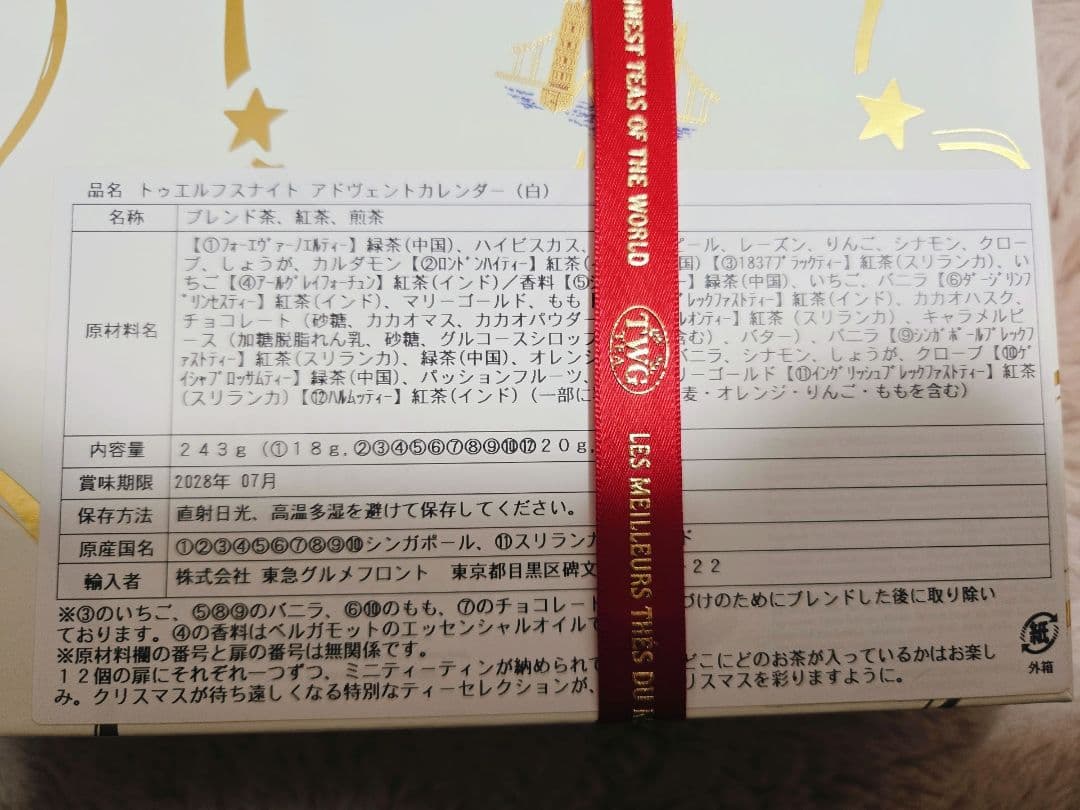 品名 トゥエルフスナイト アドヴェントカレンダー（白）
名称 ブレンド茶、紅茶、煎茶
原材料名
【①ﾌｫｰｴｳﾞｧｰﾉｴﾙﾃｨｰ】緑茶(中国)、ハイビスカス、 ピール、レーズン、りんご、シナモン、クロー
ブ、しょうが、カルダモン【②ﾛﾝﾄﾞﾝﾊｲﾃｨｰ】紅茶( 国)【③1837ﾌﾞﾗｯｸﾃｨｰ】紅茶(スリランカ)、い
ちご【④ｱｰﾙｸﾞﾚｲﾌｫｰﾁｭﾝ】紅茶(インド)／香料【⑤ 緑茶(中国)、いちご、バニラ【⑥ﾀﾞｰｼﾞﾘﾝﾌ
ﾟﾘﾝｾｽﾃｨｰ】紅茶(インド)、マリーゴールド、もも ﾚｯｸﾌｧｽﾄﾃｨｰ】紅茶(インド)、カカオハスク、
チョコレート（砂糖、カカオマス、カカオパウダー ﾙｵﾝﾃｨｰ】紅茶（スリランカ）、キャラメルピ
ース（加糖脱脂れん乳、砂糖、グルコースシロップ 含む）、バター）、バニラ【⑨ｼﾝｶﾞﾎﾟｰﾙﾌﾞﾚｯｸﾌ
ｧｽﾄﾃｨｰ】紅茶(スリランカ)、緑茶(中国)、オレンジ バニラ、シナモン、しょうが、クローブ【⑩ｹﾞ
ｲｼｬﾌﾞﾛｯｻﾑﾃｨｰ】緑茶(中国)、パッションフルーツ、 リーゴールド【⑪ｲﾝｸﾞﾘｯｼｭﾌﾞﾚｯｸﾌｧｽﾄﾃｨｰ】紅茶
(スリランカ)【⑫ﾊﾙﾑｯﾃｨｰ】紅茶(インド)（一部に 麦・オレンジ・りんご・ももを含む）
内容量 ２４３ｇ（①１８ｇ,②③④⑤⑥⑦⑧⑨⑩⑫２０ｇ,
賞味期限 2028年 07月
保存方法 直射日光、高温多湿を避けて保存してください。
原産国名 ①②③④⑤⑥⑦⑧⑨⑩シンガポール、⑪スリランカ ド
輸入者 株式会社 東急グルメフロント 東京都目黒区碑文 ２２
※③のいちご、⑤⑧⑨のバニラ、⑥⑩のもも、⑦のチョコレート づけのためにブレンドした後に取り除い
ております。④の香料はベルガモットのエッセンシャルオイルで
※原材料欄の番号と扉の番号は無関係です。
１２個の扉にそれぞれ一つずつ、ミニティーティンが納められて どこにどのお茶が入っているかはお楽し
み。クリスマスが待ち遠しくなる特別なティーセレクションが、 リスマスを彩りますように。
紙
外箱
INEST TEAS OF THE WORLD
TWG
TEA
LES MEILLEURS THÉS DU